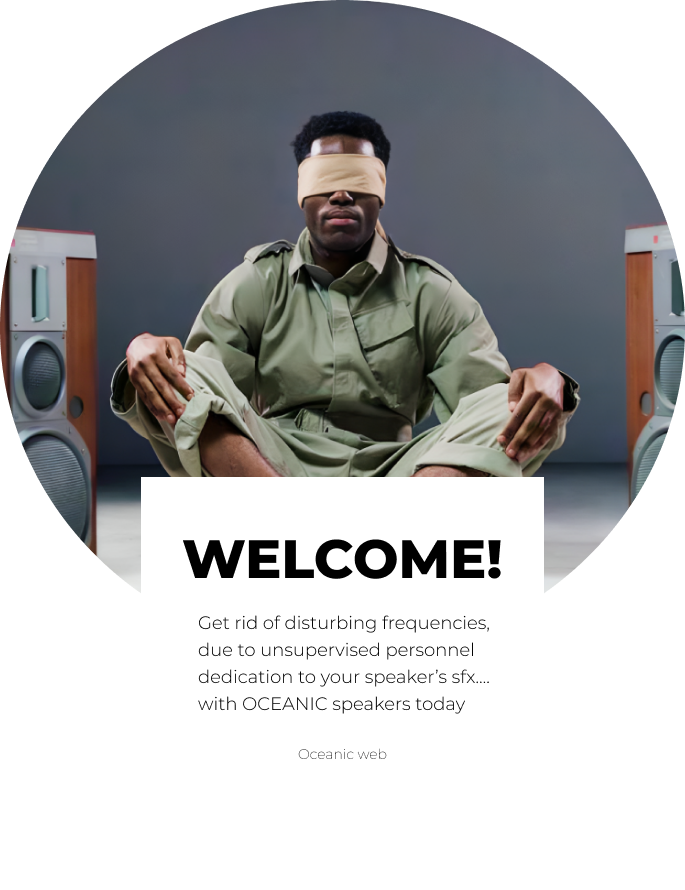 WELCOME!
Get rid of disturbing frequencies,
due to unsupervised personnel
dedication to your speaker’s sfx....
with OCEANIC speakers today
Oceanic web